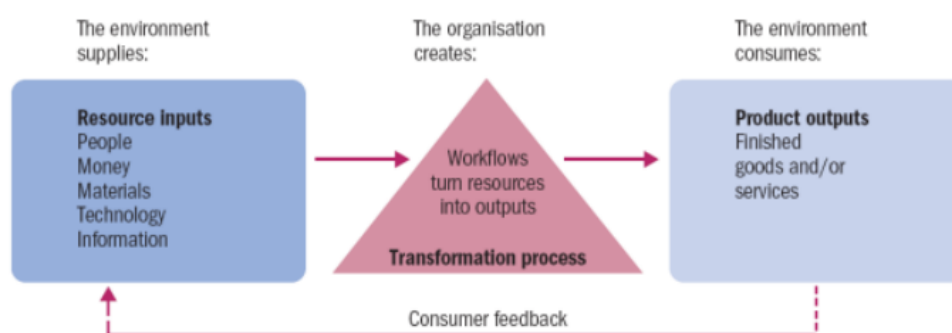 The environment
supplies:
The organisation
creates:
The environment
consumes:
Resource inputs
People
Money
Materials
Technology
Information
Workflows
turn resources
into outputs
Transformation process
Product outputs
Finished
goods and/or
services
Consumer feedback